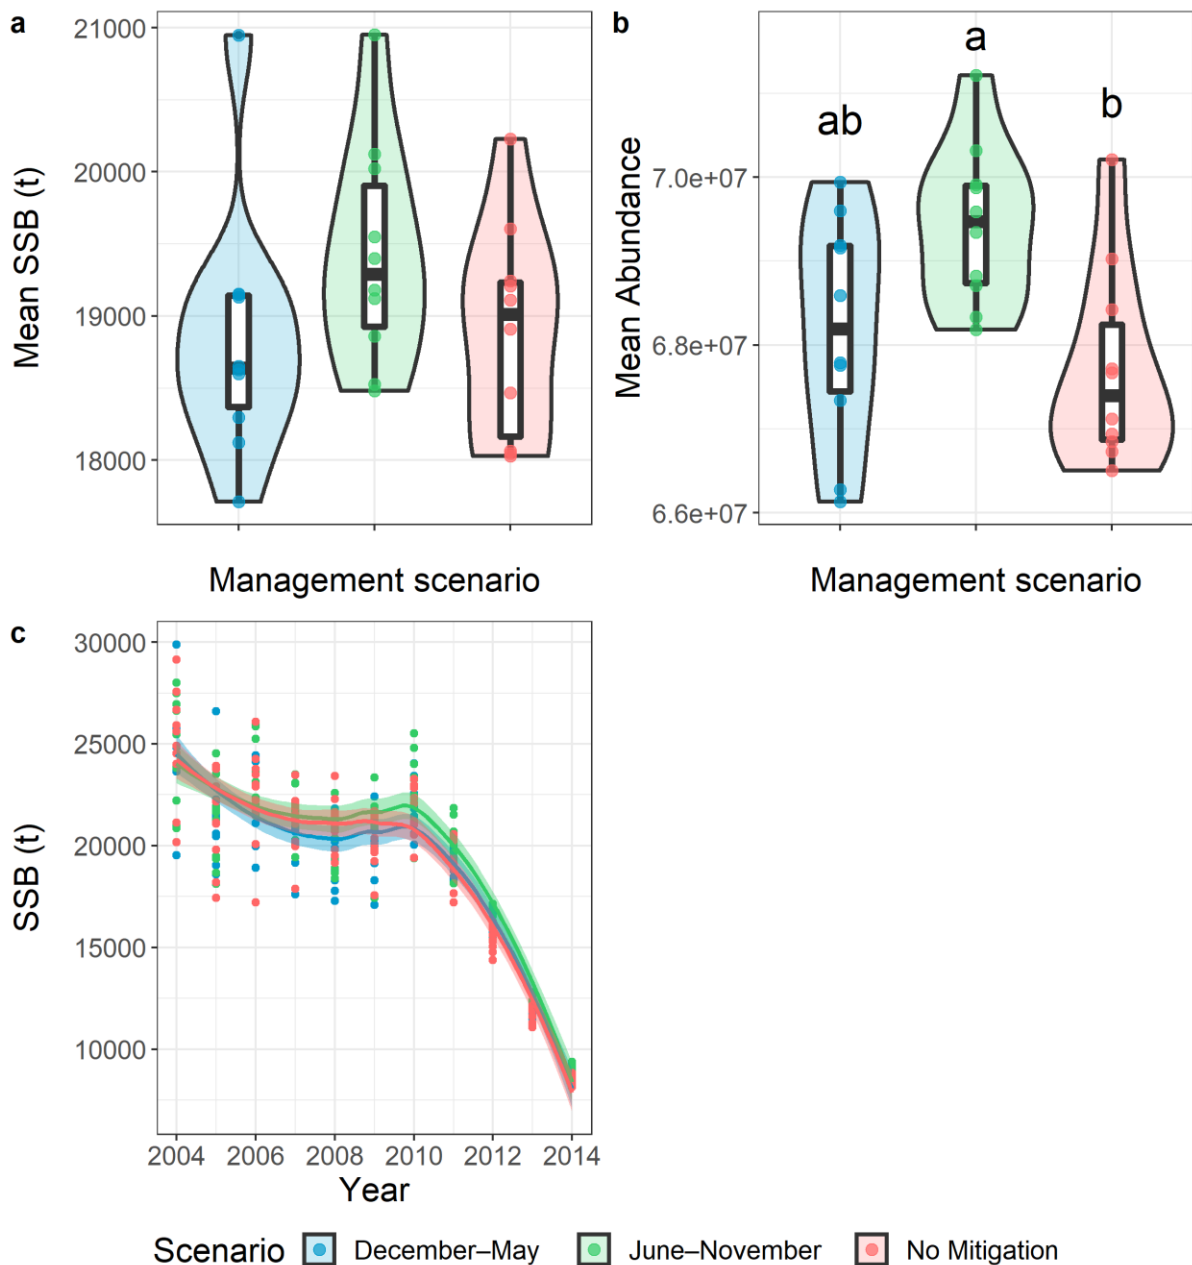 a
21000
20000
19000
18000
Mean SSB (t)
Management scenario
b
ab
a
b
7.0e+07
6.8e+07
6.6e+07
Mean Abundance
Management scenario
c
30000
25000
20000
15000
10000
SSB (t)
2004 2006 2008 2010 2012 2014
Year
Scenario December–May June–November No Mitigation